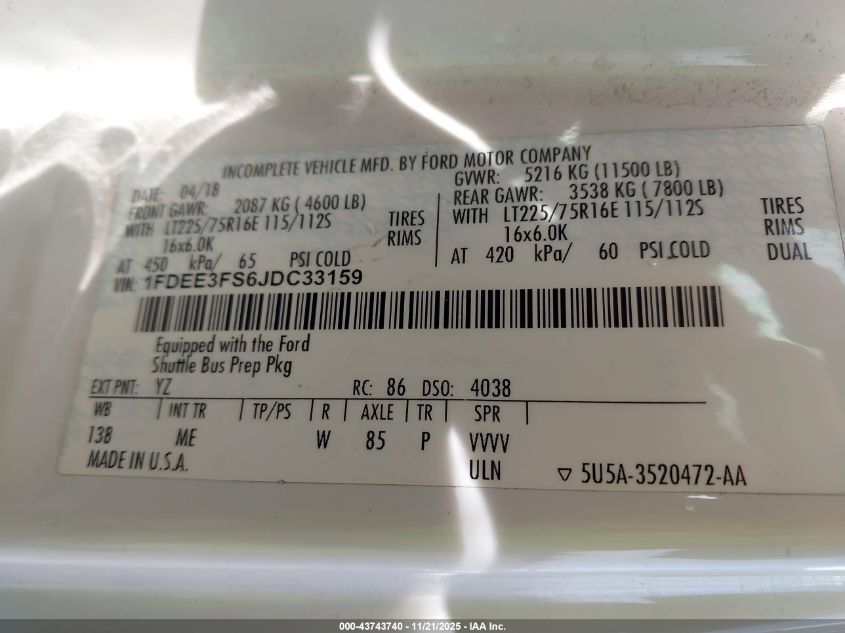 INCOMPLETE VEHICLE MFD. BY FORD MOTOR COMPANY
DATE: 04/18 GVWR: 5216 KG (11500 LB)
FRONT GAWR: 2087 KG ( 4600 LB) REAR GAWR: 3538 KG ( 7800 LB)
WITH LT225/75R16E 115/112S TIRES WITH LT225/75R16E 115/112S TIRES
16x6.0K RIMS 16x6.0K RIMS
AT 450 kPa/ 65 PSI COLD AT 420 kPa/ 60 PSI COLD DUAL
VIN: 1FDEE3FS6JDC33159
Equipped with the Ford
Shuttle Bus Prep Pkg
EXT PNT: YZ RC: 86 DSO: 4038
WB INT TR TP/PS R AXLE TR SPR
138 ME W 85 P VVVV
MADE IN U.S.A. ULN ▽ 5U5A-3520472-AA
000-43743740 - 11/21/2025 - IAA Inc.